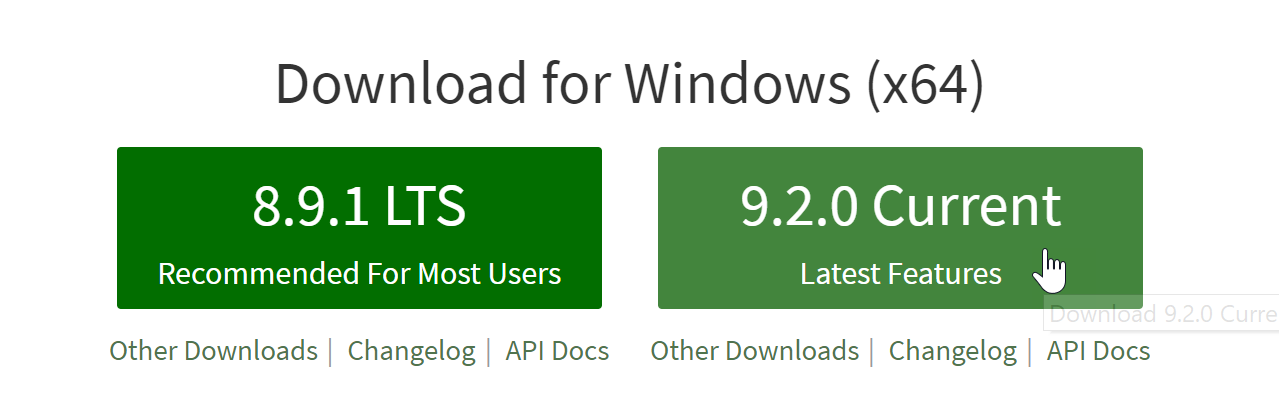 Download for Windows (x64)
8.9.1 LTS
Recommended For Most Users
Other Downloads | Changelog | API Docs
9.2.0 Current
Latest Features
Download 9.2.0 Curre
Other Downloads | Changelog | API Docs